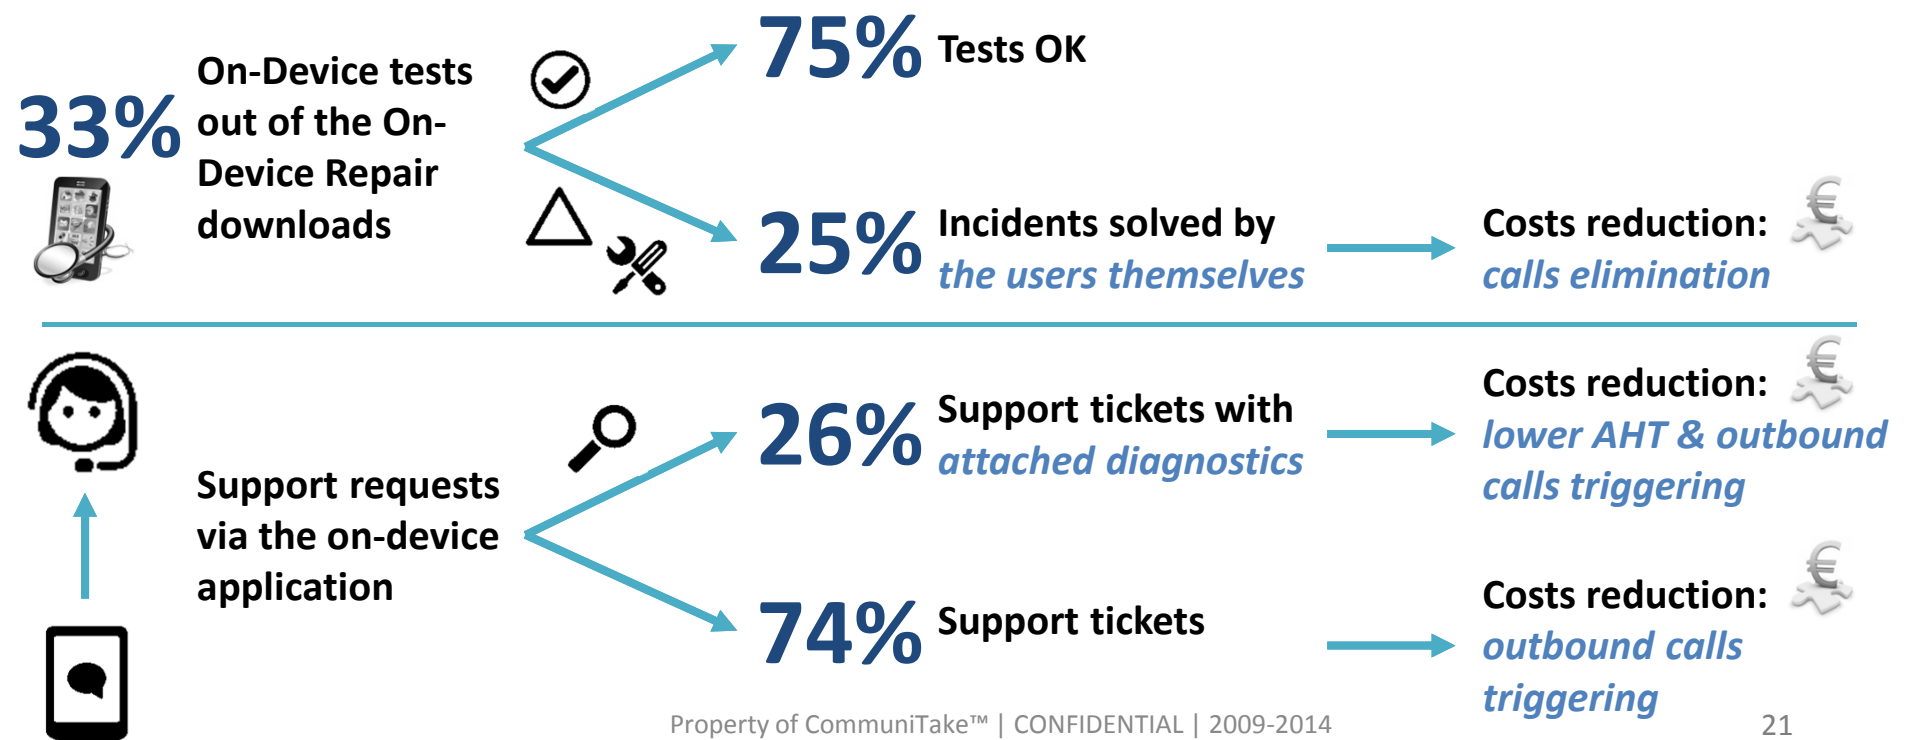 33%
On-Device tests
out of the On-
Device Repair
downloads
75% Tests OK
25% Incidents solved by
the users themselves
Costs reduction:
calls elimination
Support requests
via the on-device
application
26% Support tickets with
attached diagnostics
Costs reduction:
lower AHT & outbound
calls triggering
74% Support tickets
Costs reduction:
outbound calls
triggering
Property of CommuniTake™ | CONFIDENTIAL | 2009-2014
21